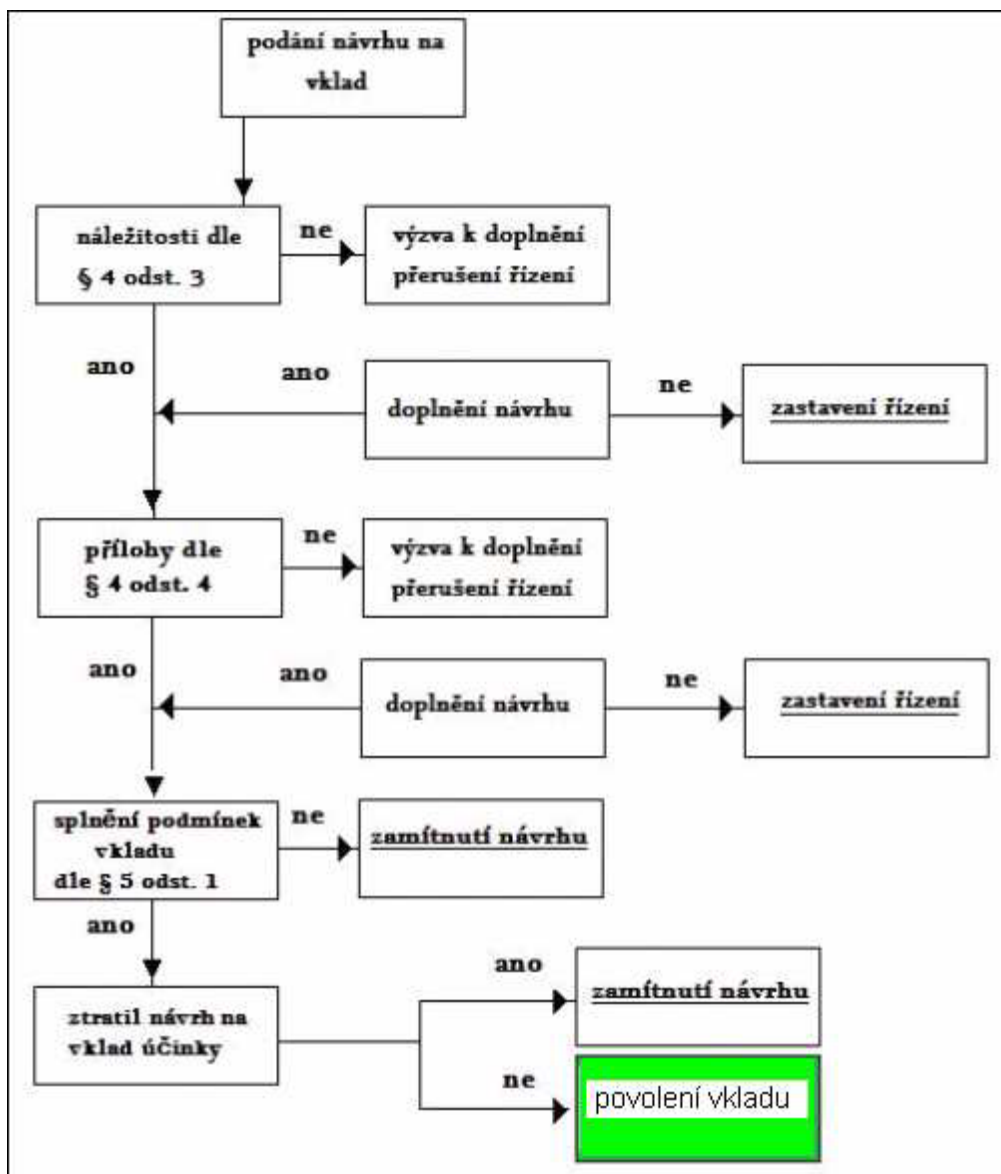 podání návrhu na
vklad
náležitosti dle
§ 4 odst. 3
ne
výzva k doplnění
přerušení řízení
ano
ano
doplnění návrhu
ne
zastavení řízení
přílohy dle
§ 4 odst. 4
ne
výzva k doplnění
přerušení řízení
ano
ano
doplnění návrhu
ne
zastavení řízení
splnění podmínek
vkladu
dle § 5 odst. 1
ne
zamítnutí návrhu
ano
ztratil návrh na
vklad účinky
ano
zamítnutí návrhu
ne
povolení vkladu